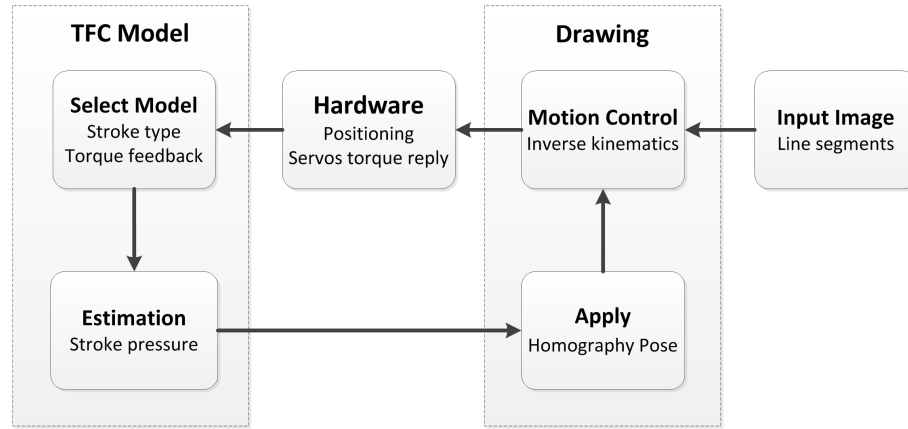 TFC Model
Drawing
Select Model
Stroke type
Torque feedback
Hardware
Positioning
Servos torque reply
Motion Control
Inverse kinematics
Input Image
Line segments
Estimation
Stroke pressure
Apply
Homography Pose